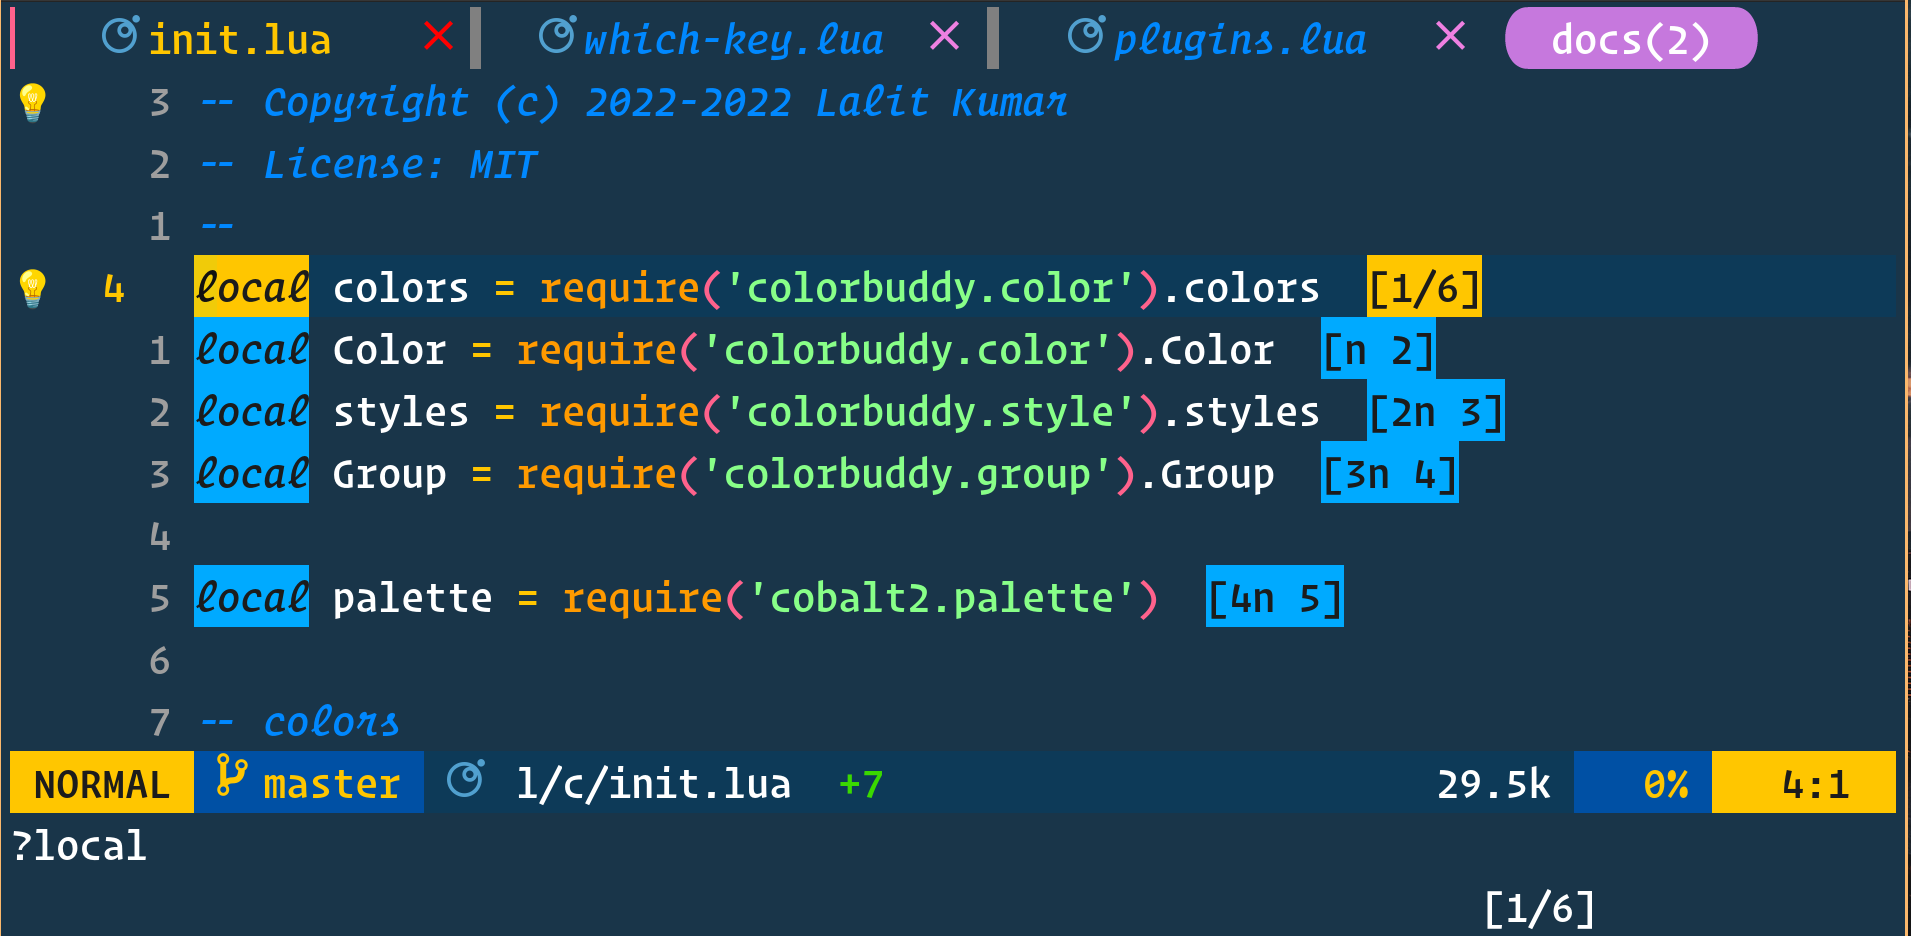 init.lua × which-key.lua × plugins.lua × docs(2)
3 -- Copyright (c) 2022-2022 Lalit Kumar
2 -- License: MIT
1 --
4 local colors = require('colorbuddy.color').colors [1/6]
1 local Color = require('colorbuddy.color').Color [n 2]
2 local styles = require('colorbuddy.style').styles [2n 3]
3 local Group = require('colorbuddy.group').Group [3n 4]
4
5 local palette = require('cobalt2.palette') [4n 5]
6
7 -- colors
NORMAL master l/c/init.lua +7 29.5k 0% 4:1
?local
[1/6]